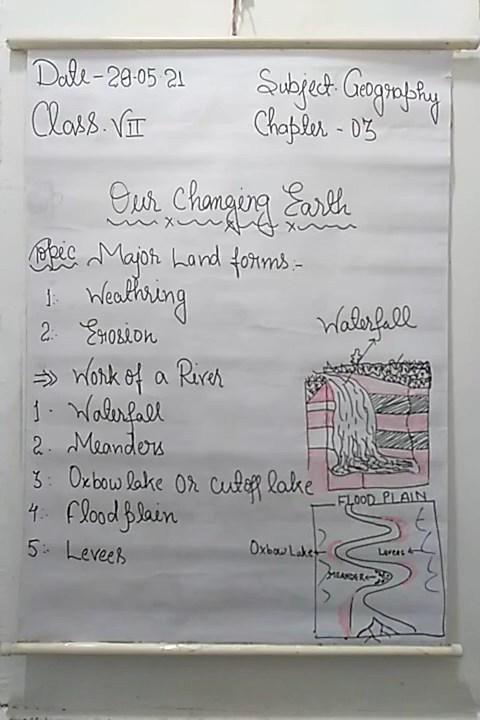 Date - 28.05.21
Subject. Geography
Class. VII
Chapter - 03
Our Changing Earth
Topic Major Land forms:-
1:- Weathring
2:- Erosion
⇒ Work of a River
1- Waterfall
2. Meanders
3: Oxbow lake or cutoff lake
4: flood plain
5: Levees
Waterfall
FLOOD PLAIN
Oxbow Lake
Levees
MEANDER